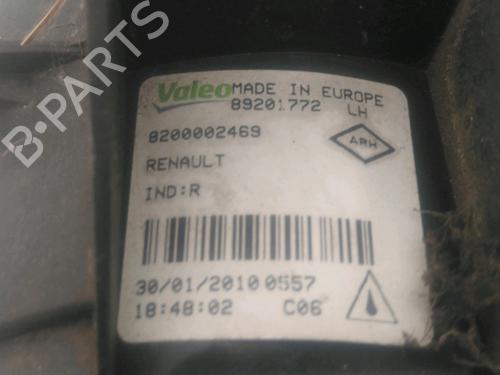 Valeo MADE IN EUROPE
89201772 LH
8200002469
ARH
RENAULT
IND:R
30/01/2010 0557
18:48:02 C06
B-PARTS